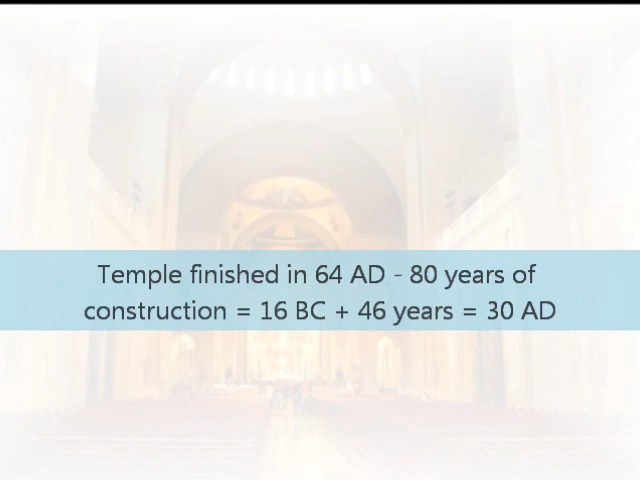 Temple finished in 64 AD - 80 years of
construction = 16 BC + 46 years = 30 AD